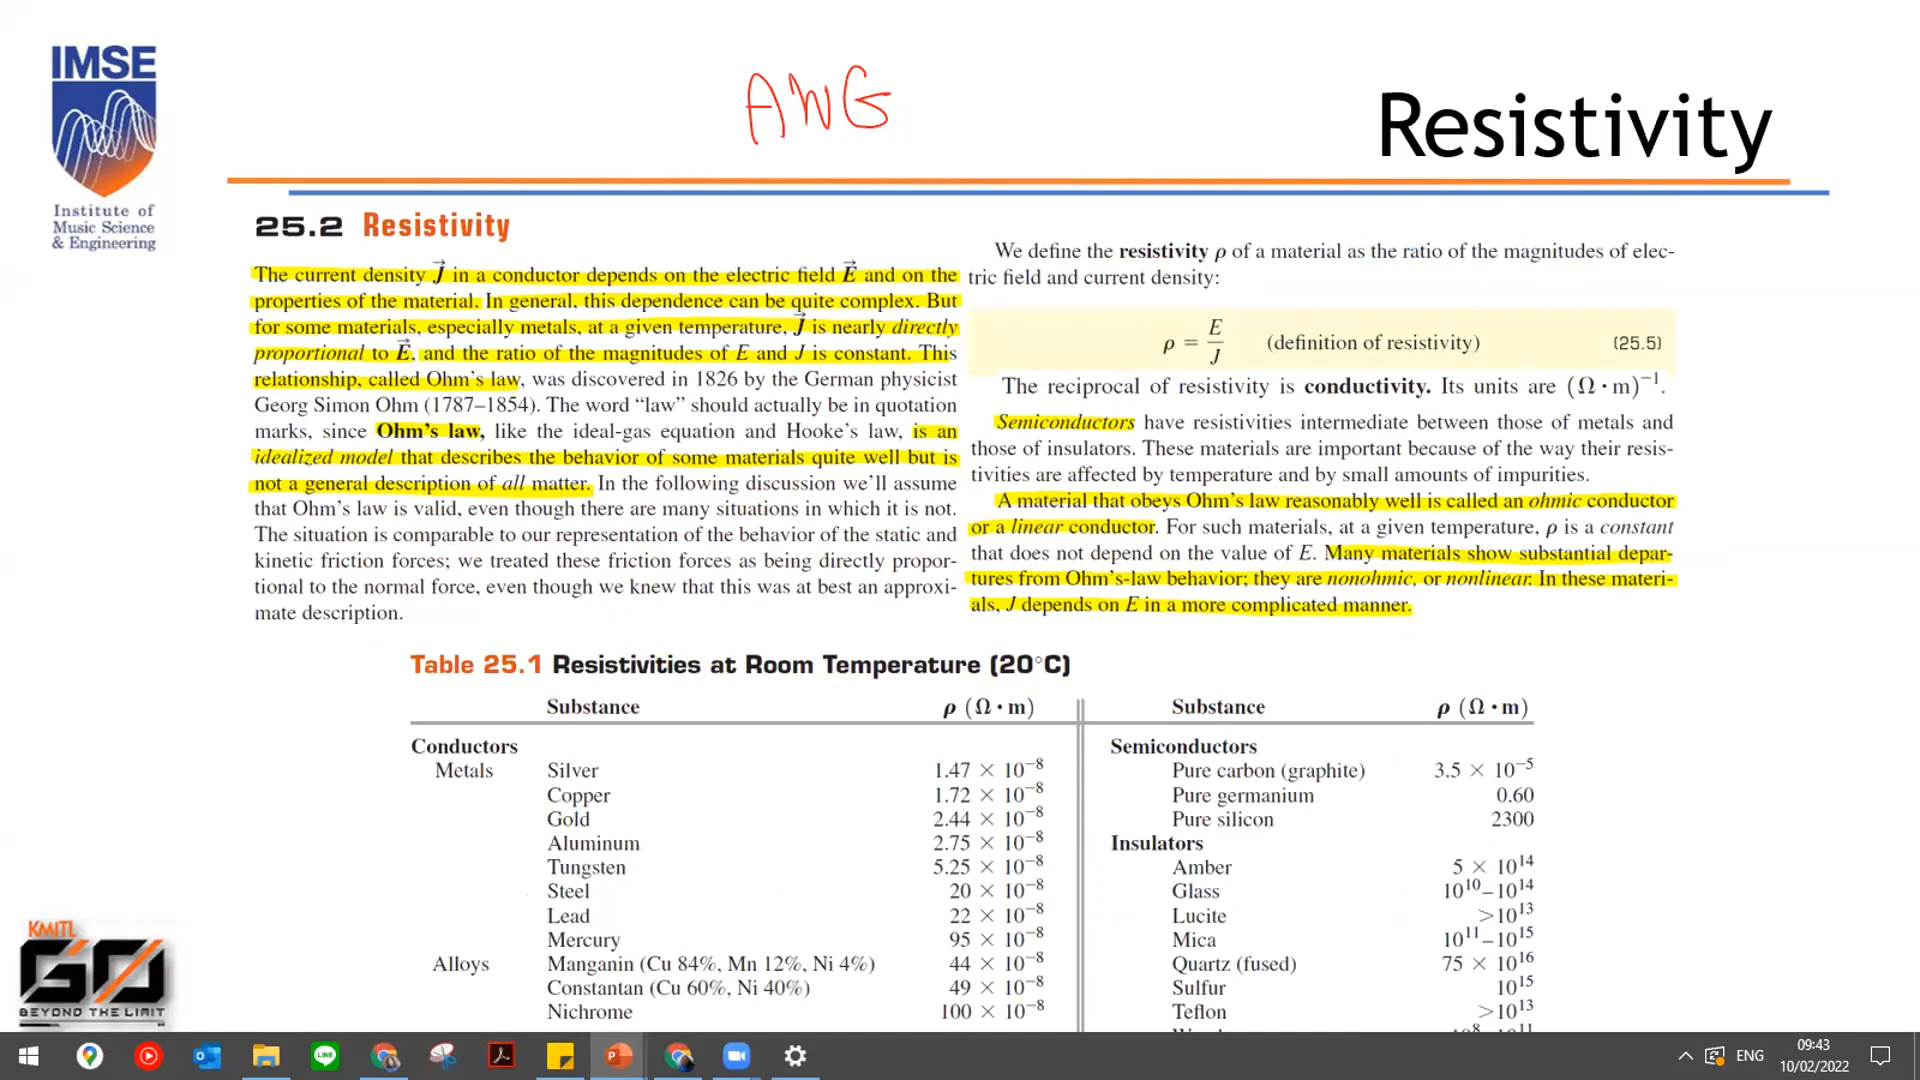 IMSE
Institute of
Music Science
& Engineering
AWG
Resistivity
25.2 Resistivity
The current density J⃗ in a conductor depends on the electric field E⃗ and on the
properties of the material. In general, this dependence can be quite complex. But
for some materials, especially metals, at a given temperature, J⃗ is nearly directly
proportional to E⃗, and the ratio of the magnitudes of E and J is constant. This
relationship, called Ohm's law, was discovered in 1826 by the German physicist
Georg Simon Ohm (1787–1854). The word “law” should actually be in quotation
marks, since Ohm's law, like the ideal-gas equation and Hooke's law, is an
idealized model that describes the behavior of some materials quite well but is
not a general description of all matter. In the following discussion we'll assume
that Ohm's law is valid, even though there are many situations in which it is not.
The situation is comparable to our representation of the behavior of the static and
kinetic friction forces; we treated these friction forces as being directly propor-
tional to the normal force, even though we knew that this was at best an approxi-
mate description.
We define the resistivity ρ of a material as the ratio of the magnitudes of elec-
tric field and current density:
ρ = E/J (definition of resistivity) (25.5)
The reciprocal of resistivity is conductivity. Its units are (Ω · m)⁻¹.
Semiconductors have resistivities intermediate between those of metals and
those of insulators. These materials are important because of the way their resis-
tivities are affected by temperature and by small amounts of impurities.
A material that obeys Ohm's law reasonably well is called an ohmic conductor
or a linear conductor. For such materials, at a given temperature, ρ is a constant
that does not depend on the value of E. Many materials show substantial depar-
tures from Ohm's-law behavior; they are nonohmic, or nonlinear. In these materi-
als, J depends on E in a more complicated manner.
Table 25.1 Resistivities at Room Temperature (20°C)
Substance ρ (Ω · m) Substance ρ (Ω · m)
Conductors Semiconductors
Metals Silver 1.47 × 10⁻⁸ Pure carbon (graphite) 3.5 × 10⁻⁵
Copper 1.72 × 10⁻⁸ Pure germanium 0.60
Gold 2.44 × 10⁻⁸ Pure silicon 2300
Aluminum 2.75 × 10⁻⁸ Insulators
Tungsten 5.25 × 10⁻⁸ Amber 5 × 10¹⁴
Steel 20 × 10⁻⁸ Glass 10¹⁰–10¹⁴
Lead 22 × 10⁻⁸ Lucite >10¹³
Mercury 95 × 10⁻⁸ Mica 10¹¹–10¹⁵
Alloys Manganin (Cu 84%, Mn 12%, Ni 4%) 44 × 10⁻⁸ Quartz (fused) 75 × 10¹⁶
Constantan (Cu 60%, Ni 40%) 49 × 10⁻⁸ Sulfur 10¹⁵
Nichrome 100 × 10⁻⁸ Teflon >10¹³
KMITL
GO
BEYOND THE LIMIT
LINE
ENG
09:43
10/02/2022